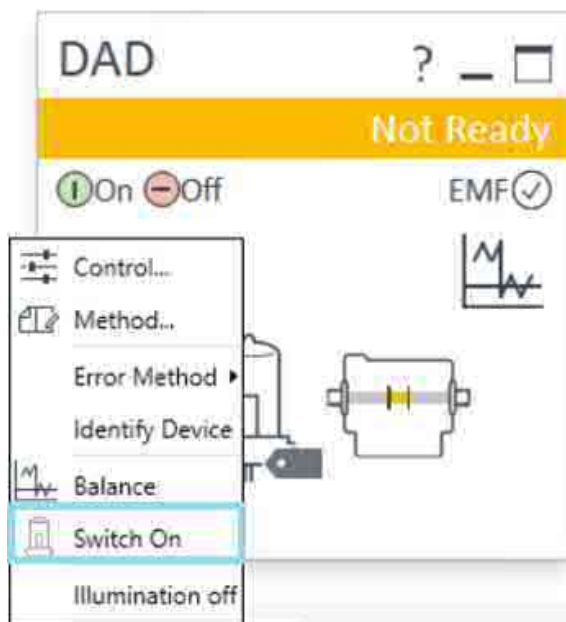 DAD ?
Not Ready
On Off EMF
Control...
Method...
Error Method
Identify Device
Balance
Switch On
Illumination off